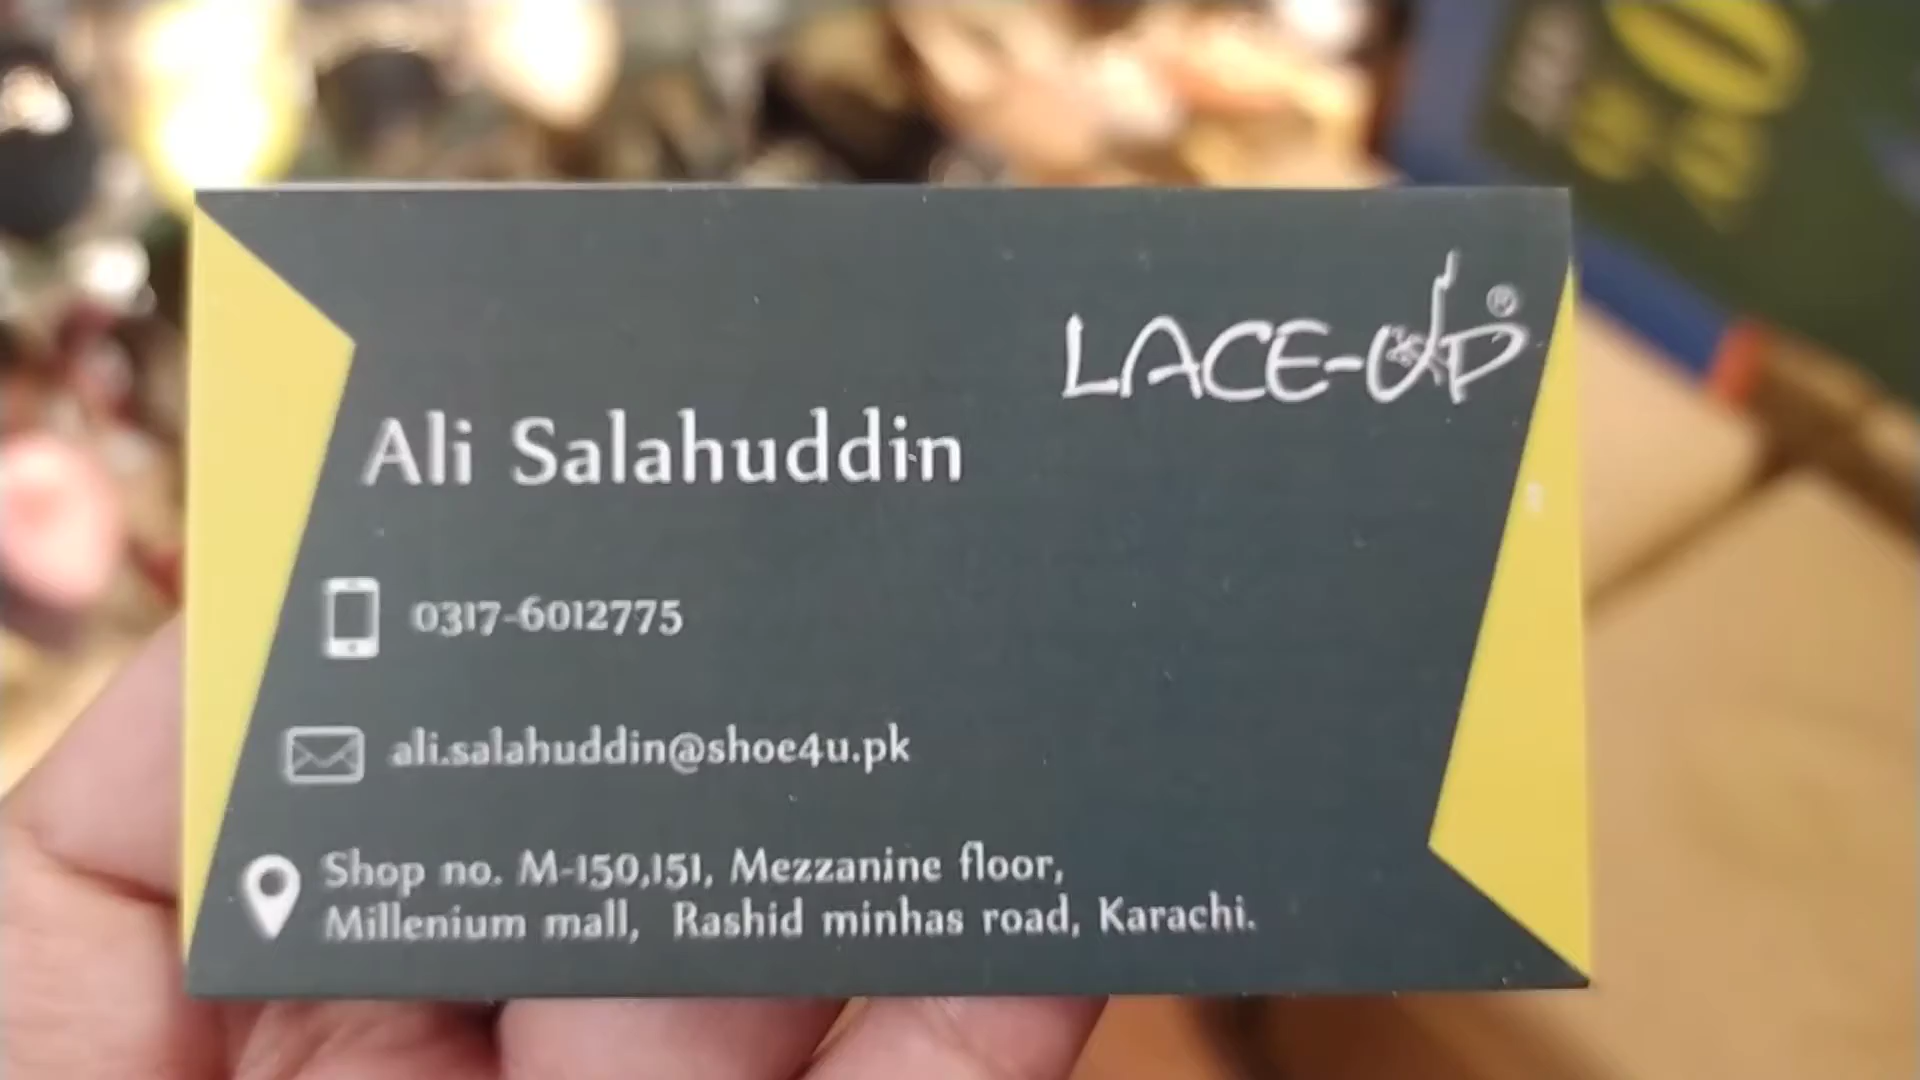 LACE-UP®
Ali Salahuddin
0317-6012775
ali.salahuddin@shoe4u.pk
Shop no. M-150,151, Mezzanine floor,
Millenium mall, Rashid minhas road, Karachi.